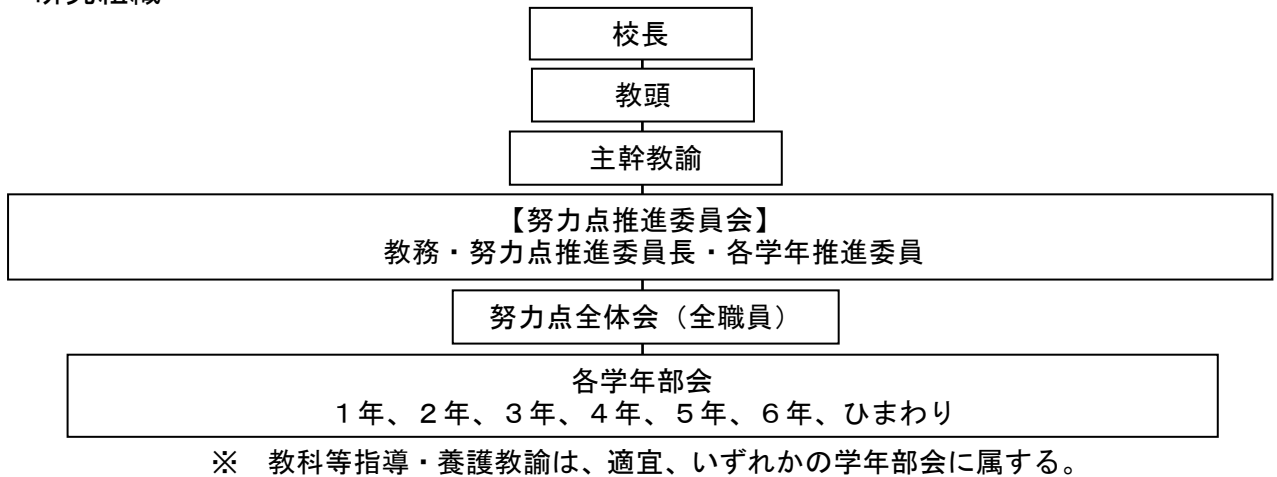 校長
教頭
主幹教諭
【努力点推進委員会】
教務・努力点推進委員長・各学年推進委員
努力点全体会(全職員)
各学年部会
1年、2年、3年、4年、5年、6年、ひまわり
※ 教科等指導・養護教諭は、適宜、いずれかの学年部会に属する。